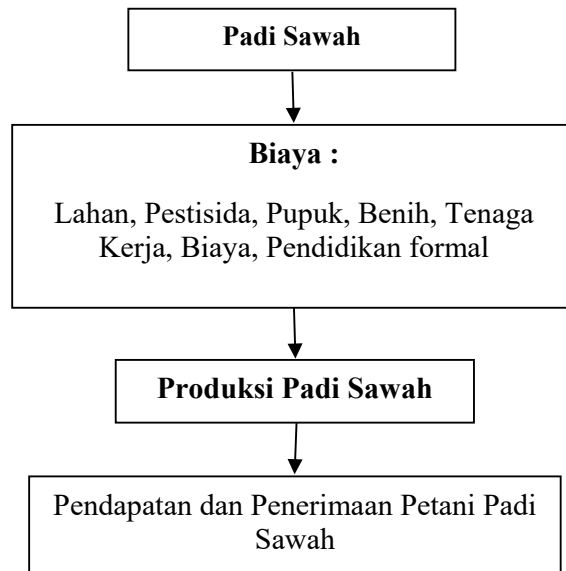 Padi Sawah
Biaya :
Lahan, Pestisida, Pupuk, Benih, Tenaga
Kerja, Biaya, Pendidikan formal
Produksi Padi Sawah
Pendapatan dan Penerimaan Petani Padi
Sawah